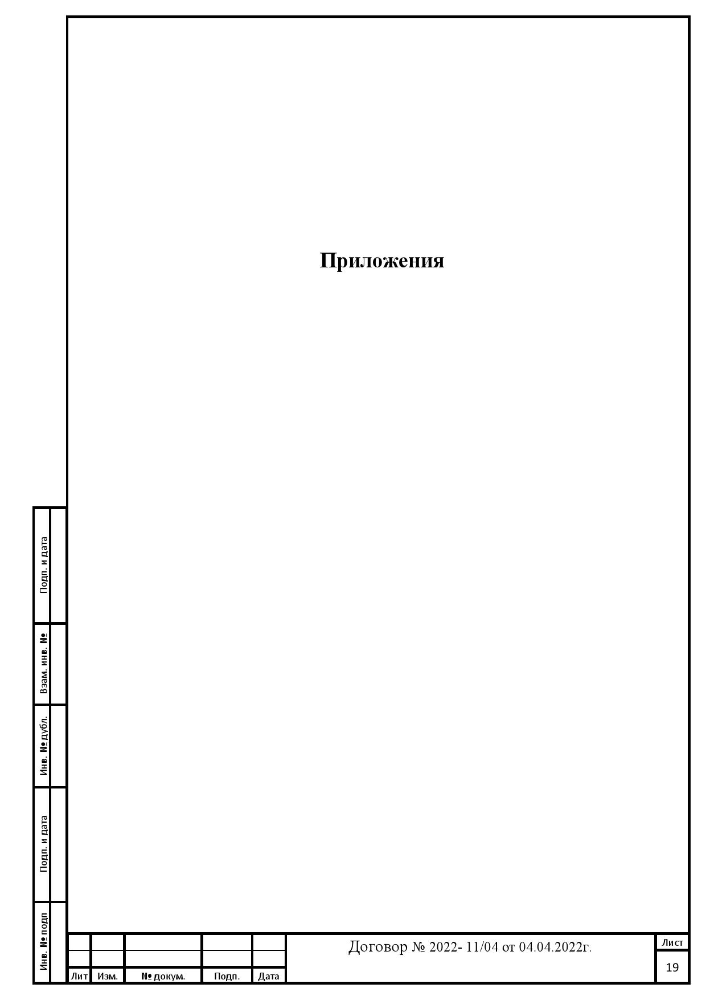 Приложения
Подп. и дата
Взам. инв. №
Инв. № дубл.
Подп. и дата
Инв. № подп
Договор № 2022- 11/04 от 04.04.2022г.
Лист
19
Лит Изм. № докум. Подп. Дата